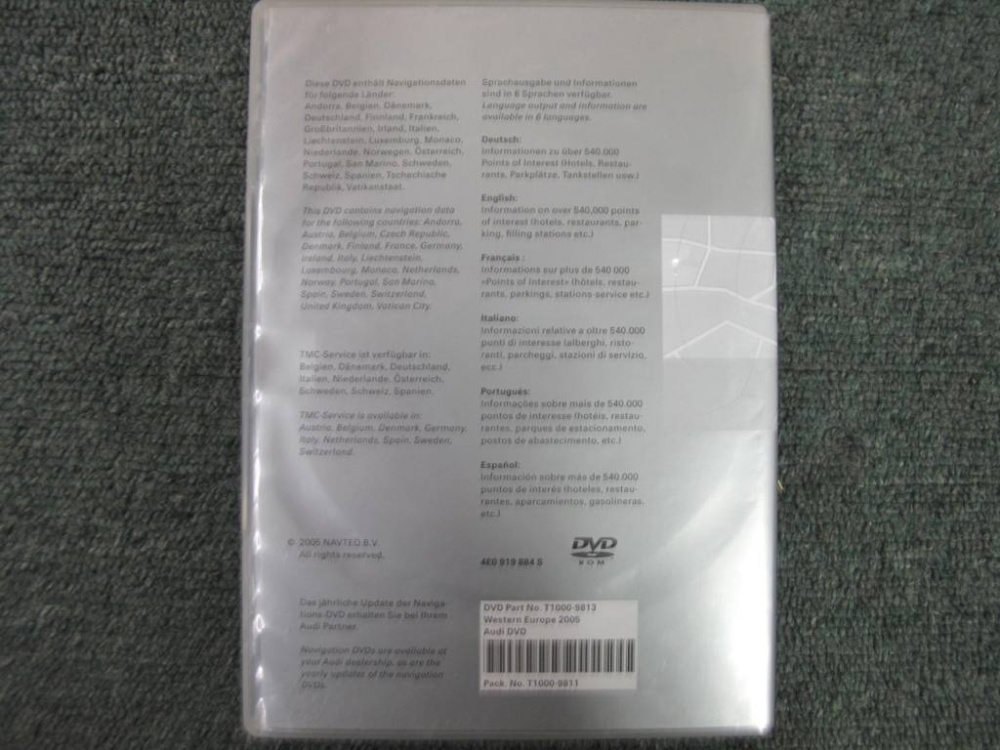 Diese DVD enthält Navigationsdaten
für folgende Länder:
Andorra, Belgien, Dänemark,
Deutschland, Finnland, Frankreich,
Großbritannien, Irland, Italien,
Liechtenstein, Luxemburg, Monaco,
Niederlande, Norwegen, Österreich,
Portugal, San Marino, Schweden,
Schweiz, Spanien, Tschechische
Republik, Vatikanstaat.
This DVD contains navigation data
for the following countries: Andorra,
Austria, Belgium, Czech Republic,
Denmark, Finland, France, Germany,
Ireland, Italy, Liechtenstein,
Luxembourg, Monaco, Netherlands,
Norway, Portugal, San Marino,
Spain, Sweden, Switzerland,
United Kingdom, Vatican City.
TMC-Service ist verfügbar in:
Belgien, Dänemark, Deutschland,
Italien, Niederlande, Österreich,
Schweden, Schweiz, Spanien.
TMC-Service is available in:
Austria, Belgium, Denmark, Germany,
Italy, Netherlands, Spain, Sweden,
Switzerland.
© 2005 NAVTEQ B.V.
All rights reserved.
Das jährliche Update der Naviga-
tions-DVD erhalten Sie bei Ihrem
Audi Partner.
Navigation DVDs are available at
your Audi dealership, as are the
yearly updates of the navigation
DVDs.
Sprachausgabe und Informationen
sind in 6 Sprachen verfügbar.
Language output and information are
available in 6 languages.
Deutsch:
Informationen zu über 540.000
Points of Interest (Hotels, Restau-
rants, Parkplätze, Tankstellen usw.)
English:
Information on over 540,000 points
of interest (hotels, restaurants, par-
king, filling stations etc.)
Français :
Informations sur plus de 540 000
«Points of Interest» (hôtels, restau-
rants, parkings, stations service etc.)
Italiano:
Informazioni relative a oltre 540.000
punti di interesse (alberghi, risto-
ranti, parcheggi, stazioni di servizio,
ecc.)
Português:
Informações sobre mais de 540.000
pontos de interesse (hotéis, restau-
rantes, parques de estacionamento,
postos de abastecimento, etc.)
Español:
Información sobre más de 540.000
puntos de interés (hoteles, restau-
rantes, aparcamientos, gasolineras,
etc.)
DVD
ROM
4E0 919 884 S
DVD Part No. T1000-9813
Western Europe 2005
Audi DVD
Pack. No. T1000-9811